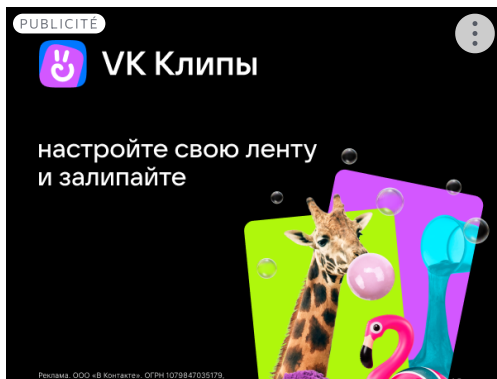 PUBLICITÉ
VK Клипы
настройте свою ленту
и залипайте
Реклама. ООО «В Контакте». ОГРН 1079847035179,